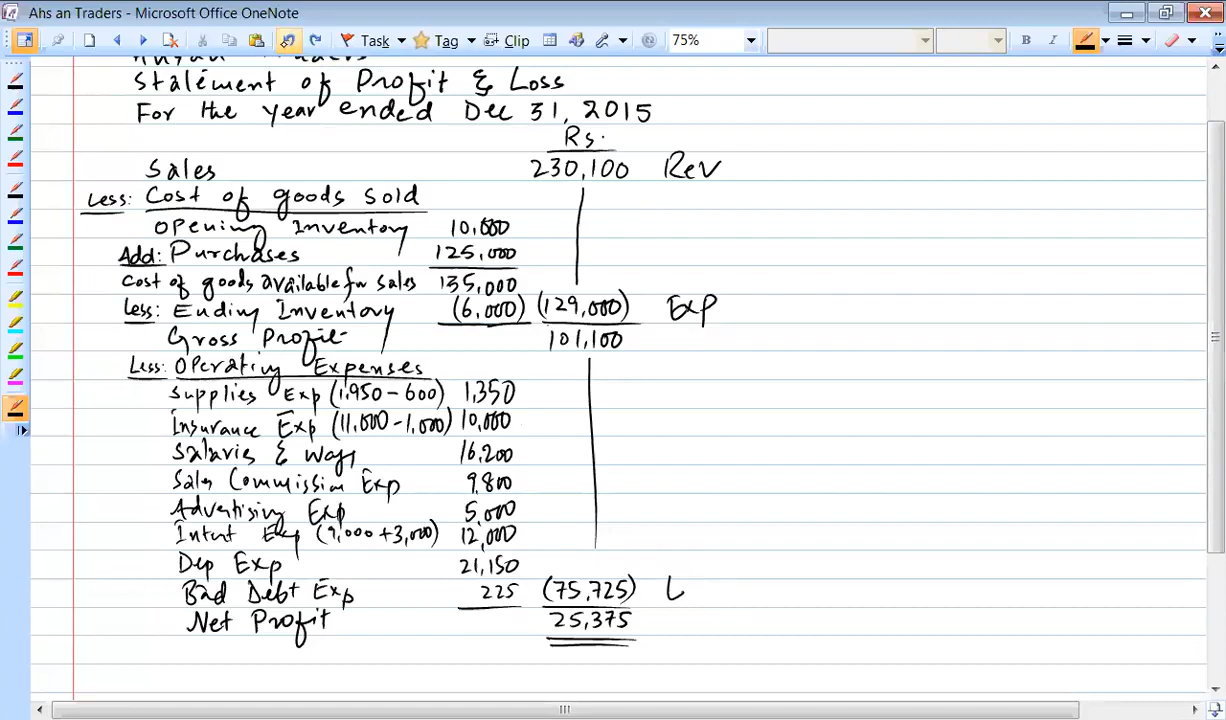 Ahs an Traders - Microsoft Office OneNote
Task Tag Clip 75% B I
Statement of Profit & Loss
For the year ended Dec 31, 2015
Rs.
Sales 230,100 Rev
Less: Cost of goods sold
Opening Inventory 10,000
Add: Purchases 125,000
Cost of goods available for sales 135,000
Less: Ending Inventory (6,000) (129,000) Exp
Gross Profit 101,100
Less: Operating Expenses
Supplies Exp (1,950-600) 1,350
Insurance Exp (11,000-1,000) 10,000
Salaries & Wages 16,200
Sales Commission Exp 9,800
Advertising Exp 5,000
Interest Exp (9,000+3,000) 12,000
Dep Exp 21,150
Bad Debt Exp 225 (75,725)
Net Profit 25,375